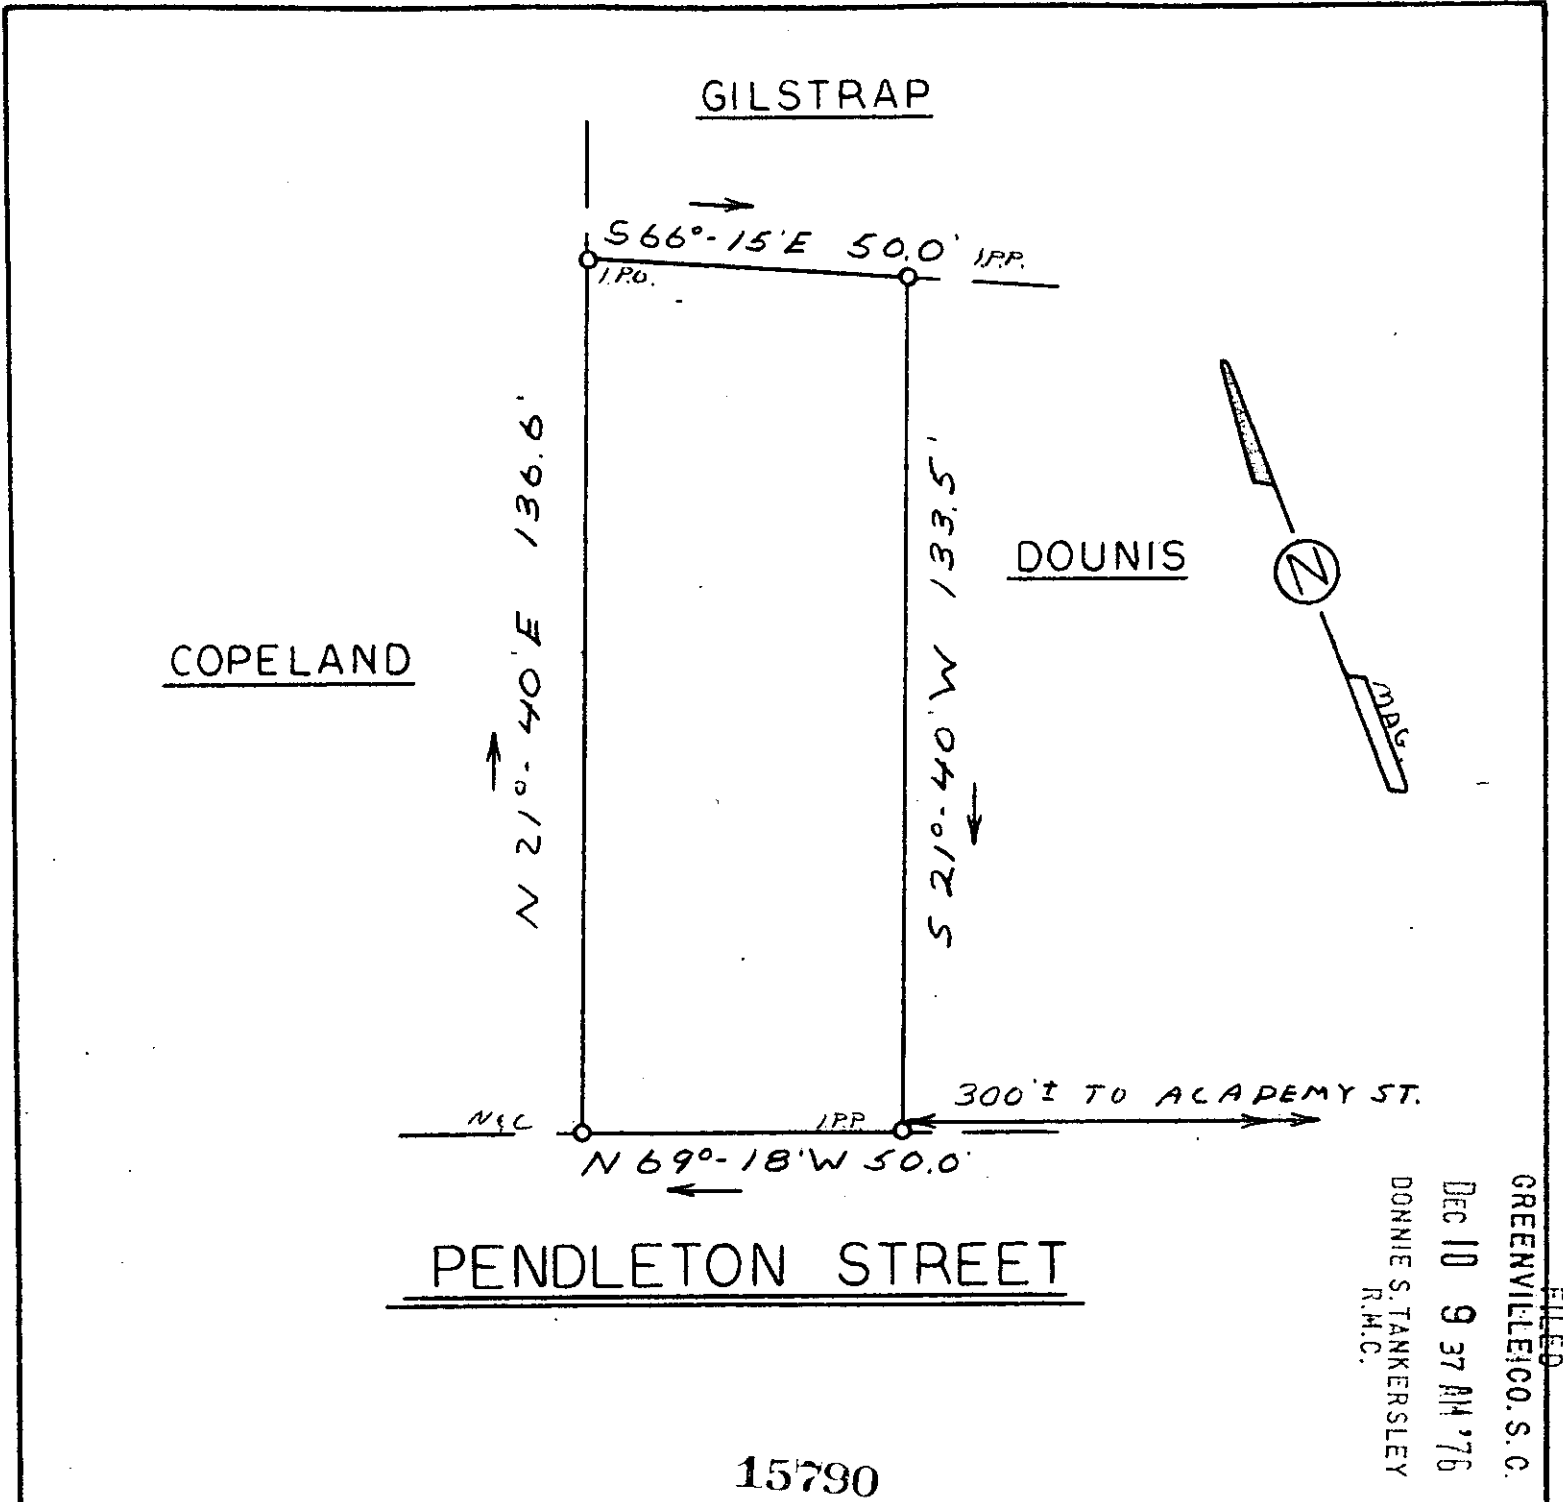 GILSTRAP
S 66°-15'E 50.0' I.P.P.
I.P.O.
N 21°-40'E 136.6'
S 21°-40'W 133.5'
DOUNIS
N
MAG.
COPELAND
300'± TO ACADEMY ST.
N&C
I.P.P.
N 69°-18'W 50.0'
PENDLETON STREET
FILED
GREENVILLE CO. S. C.
DEC 10 9 37 AM '76
DONNIE S. TANKERSLEY
R.M.C.
15790